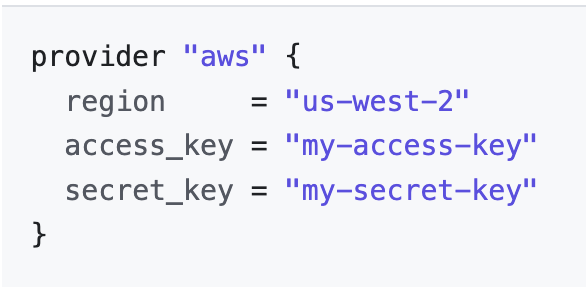 provider "aws" {
  region     = "us-west-2"
  access_key = "my-access-key"
  secret_key = "my-secret-key"
}